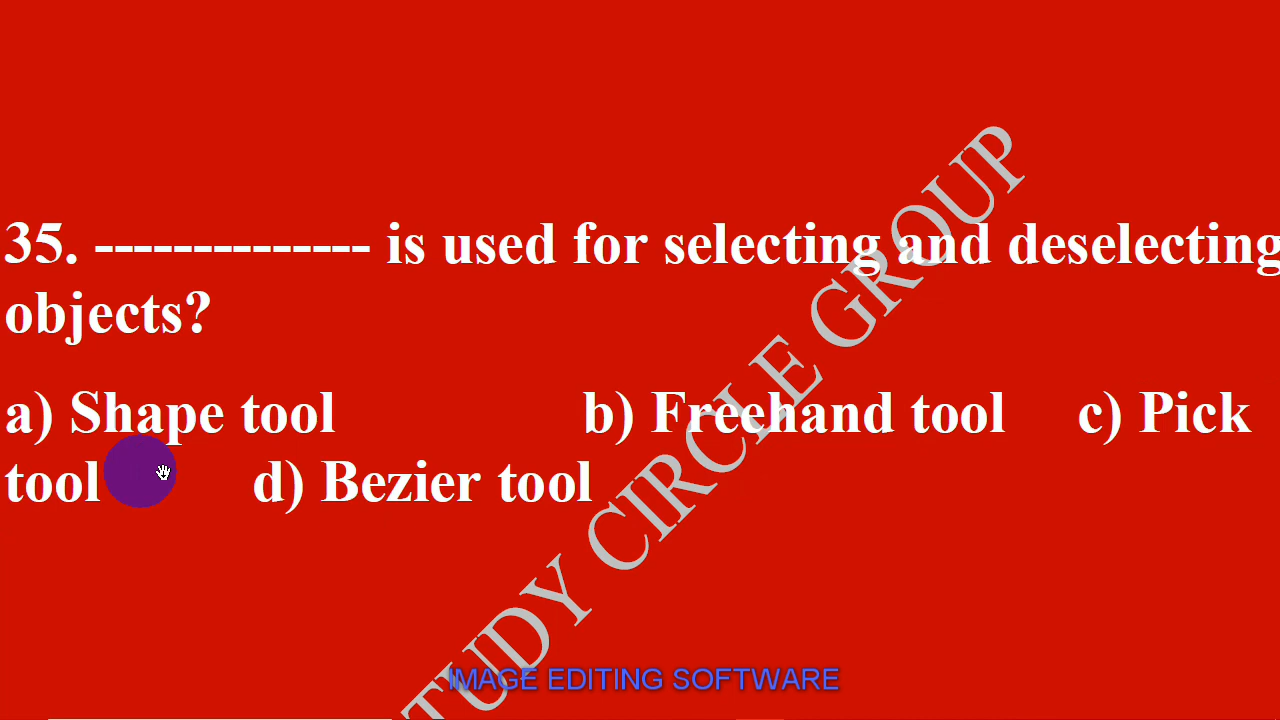 35. -------------- is used for selecting and deselecting
objects?
a) Shape tool b) Freehand tool c) Pick
tool d) Bezier tool
STUDY CIRCLE GROUP
IMAGE EDITING SOFTWARE